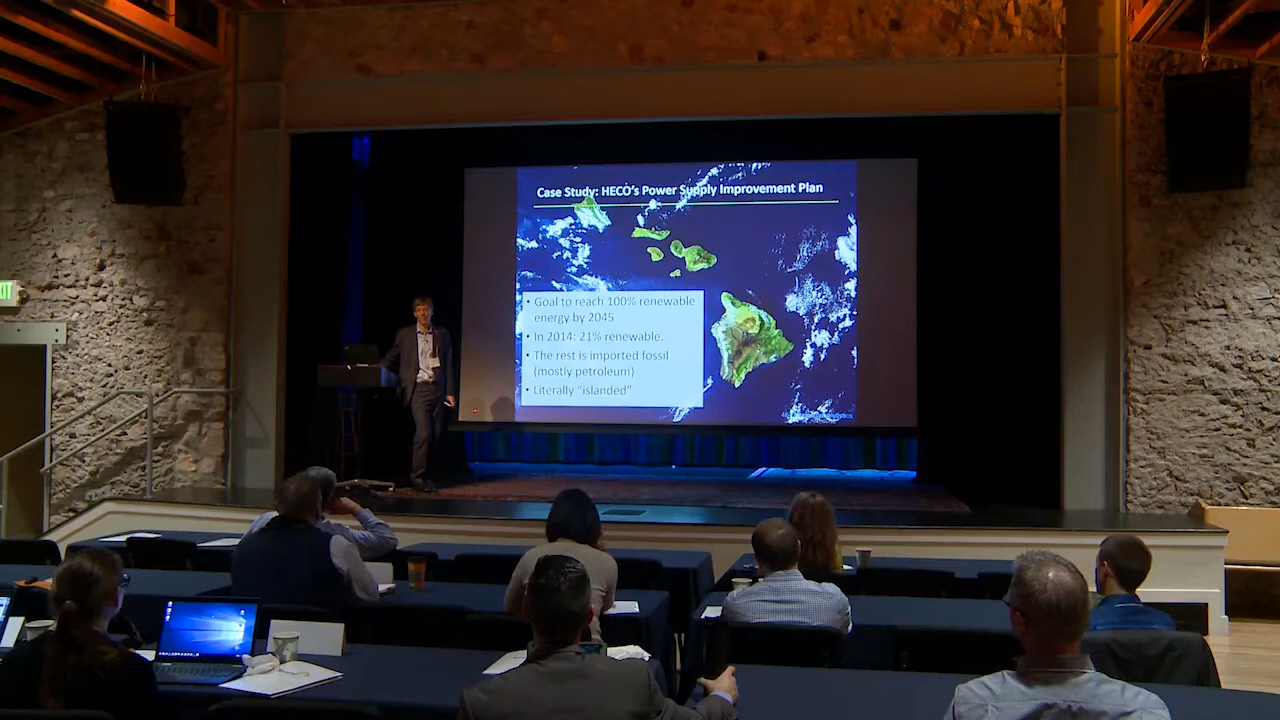 Case Study: HECO's Power Supply Improvement Plan
• Goal to reach 100% renewable
energy by 2045
• In 2014: 21% renewable.
• The rest is imported fossil
(mostly petroleum)
• Literally "islanded"